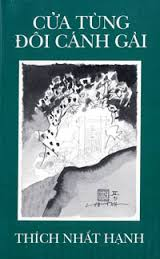 CỬA TÙNG
ĐÔI CÁNH GÀI
THÍCH NHẤT HẠNH